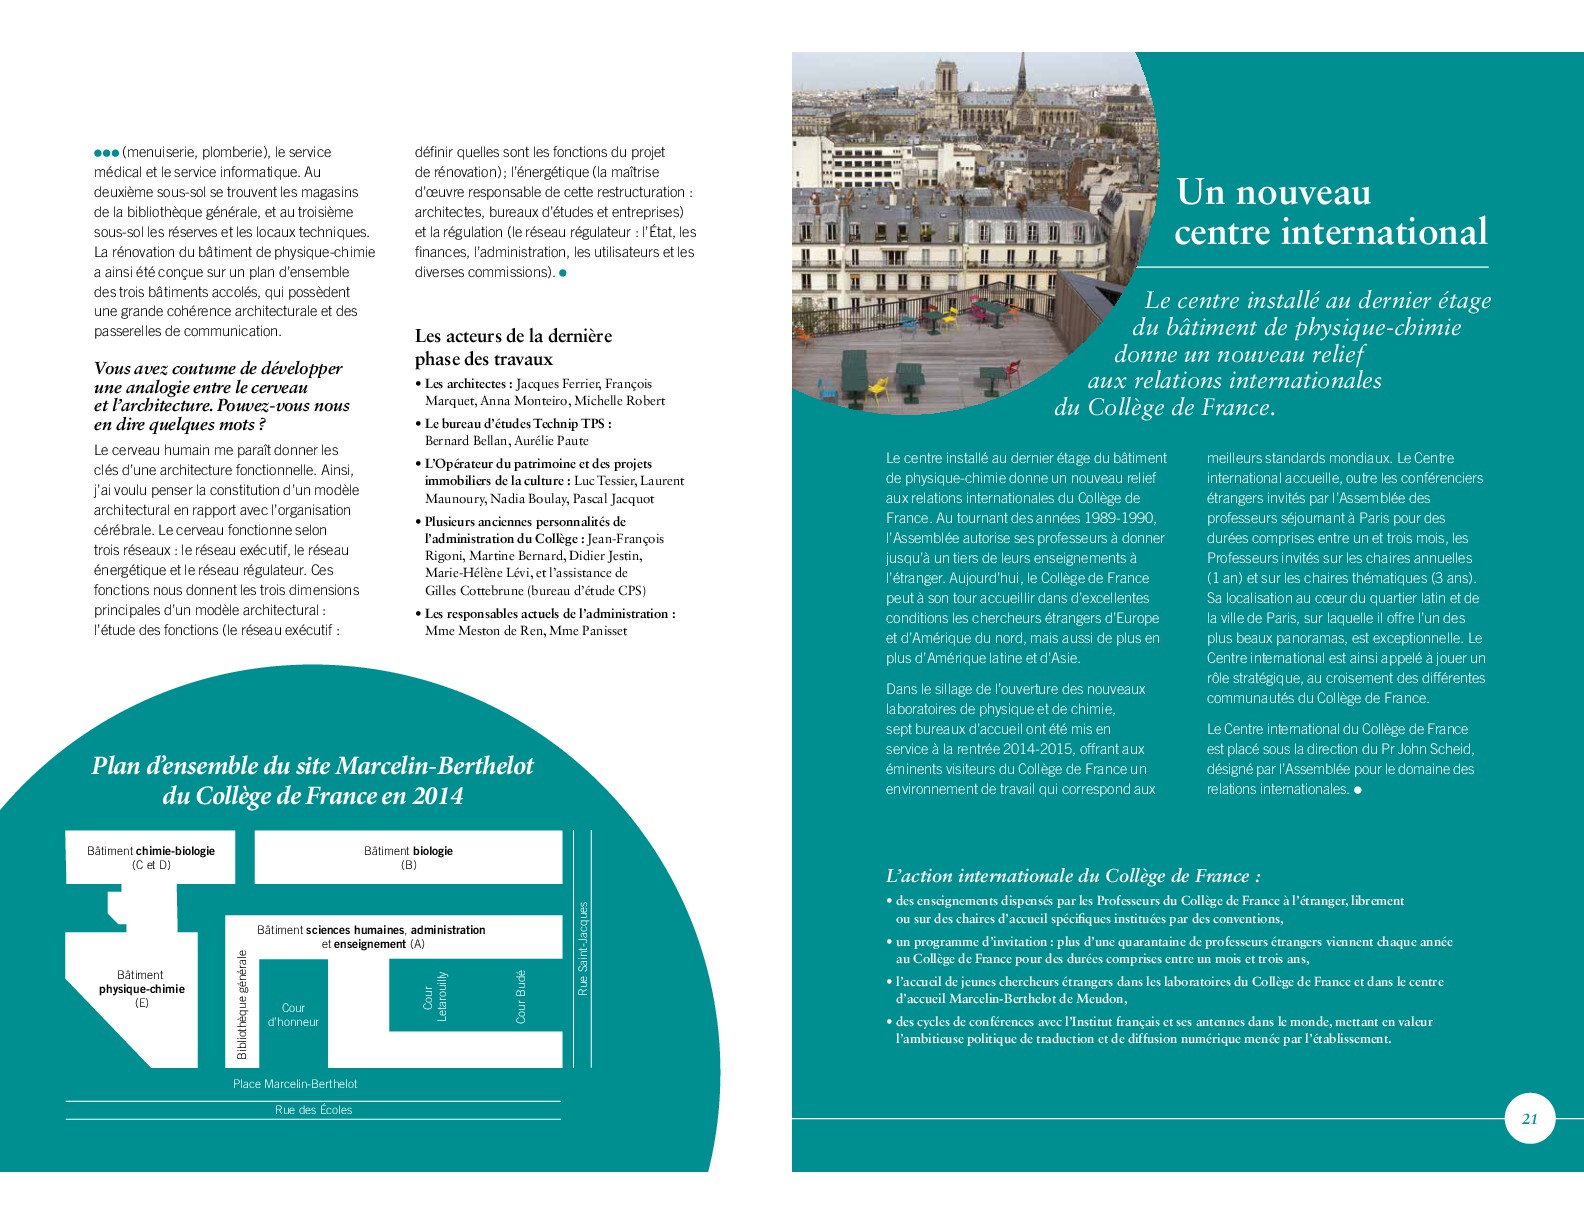 ●●● (menuiserie, plomberie), le service
médical et le service informatique. Au
deuxième sous-sol se trouvent les magasins
de la bibliothèque générale, et au troisième
sous-sol les réserves et les locaux techniques.
La rénovation du bâtiment de physique-chimie
a ainsi été conçue sur un plan d’ensemble
des trois bâtiments accolés, qui possèdent
une grande cohérence architecturale et des
passerelles de communication.
Vous avez coutume de développer
une analogie entre le cerveau
et l’architecture. Pouvez-vous nous
en dire quelques mots ?
Le cerveau humain me paraît donner les
clés d’une architecture fonctionnelle. Ainsi,
j’ai voulu penser la constitution d’un modèle
architectural en rapport avec l’organisation
cérébrale. Le cerveau fonctionne selon
trois réseaux : le réseau exécutif, le réseau
énergétique et le réseau régulateur. Ces
fonctions nous donnent les trois dimensions
principales d’un modèle architectural :
l’étude des fonctions (le réseau exécutif :
définir quelles sont les fonctions du projet
de rénovation) ; l’énergétique (la maîtrise
d’œuvre responsable de cette restructuration :
architectes, bureaux d’études et entreprises)
et la régulation (le réseau régulateur : l’État, les
finances, l’administration, les utilisateurs et les
diverses commissions). ●
Les acteurs de la dernière
phase des travaux
• Les architectes : Jacques Ferrier, François
Marquet, Anna Monteiro, Michelle Robert
• Le bureau d’études Technip TPS :
Bernard Bellan, Aurélie Paute
• L’Opérateur du patrimoine et des projets
immobiliers de la culture : Luc Tessier, Laurent
Maunoury, Nadia Boulay, Pascal Jacquot
• Plusieurs anciennes personnalités de
l’administration du Collège : Jean-François
Rigoni, Martine Bernard, Didier Jestin,
Marie-Hélène Lévi, et l’assistance de
Gilles Cottebrune (bureau d’étude CPS)
• Les responsables actuels de l’administration :
Mme Meston de Ren, Mme Panisset
Plan d’ensemble du site Marcelin-Berthelot
du Collège de France en 2014
Bâtiment chimie-biologie
(C et D)
Bâtiment biologie
(B)
Bâtiment sciences humaines, administration
et enseignement (A)
Bâtiment
physique-chimie
(E)
Bibliothèque générale
Cour
d’honneur
Cour
Letarouilly
Cour Budé
Rue Saint-Jacques
Place Marcelin-Berthelot
Rue des Écoles
Un nouveau
centre international
Le centre installé au dernier étage
du bâtiment de physique-chimie
donne un nouveau relief
aux relations internationales
du Collège de France.
Le centre installé au dernier étage du bâtiment
de physique-chimie donne un nouveau relief
aux relations internationales du Collège de
France. Au tournant des années 1989-1990,
l’Assemblée autorise ses professeurs à donner
jusqu’à un tiers de leurs enseignements à
l’étranger. Aujourd’hui, le Collège de France
peut à son tour accueillir dans d’excellentes
conditions les chercheurs étrangers d’Europe
et d’Amérique du nord, mais aussi de plus en
plus d’Amérique latine et d’Asie.
Dans le sillage de l’ouverture des nouveaux
laboratoires de physique et de chimie,
sept bureaux d’accueil ont été mis en
service à la rentrée 2014-2015, offrant aux
éminents visiteurs du Collège de France un
environnement de travail qui correspond aux
meilleurs standards mondiaux. Le Centre
international accueille, outre les conférenciers
étrangers invités par l’Assemblée des
professeurs séjournant à Paris pour des
durées comprises entre un et trois mois, les
Professeurs invités sur les chaires annuelles
(1 an) et sur les chaires thématiques (3 ans).
Sa localisation au cœur du quartier latin et de
la ville de Paris, sur laquelle il offre l’un des
plus beaux panoramas, est exceptionnelle. Le
Centre international est ainsi appelé à jouer un
rôle stratégique, au croisement des différentes
communautés du Collège de France.
Le Centre international du Collège de France
est placé sous la direction du Pr John Scheid,
désigné par l’Assemblée pour le domaine des
relations internationales. ●
L’action internationale du Collège de France :
• des enseignements dispensés par les Professeurs du Collège de France à l’étranger, librement
ou sur des chaires d’accueil spécifiques instituées par des conventions,
• un programme d’invitation : plus d’une quarantaine de professeurs étrangers viennent chaque année
au Collège de France pour des durées comprises entre un mois et trois ans,
• l’accueil de jeunes chercheurs étrangers dans les laboratoires du Collège de France et dans le centre
d’accueil Marcelin-Berthelot de Meudon,
• des cycles de conférences avec l’Institut français et ses antennes dans le monde, mettant en valeur
l’ambitieuse politique de traduction et de diffusion numérique menée par l’établissement.
21